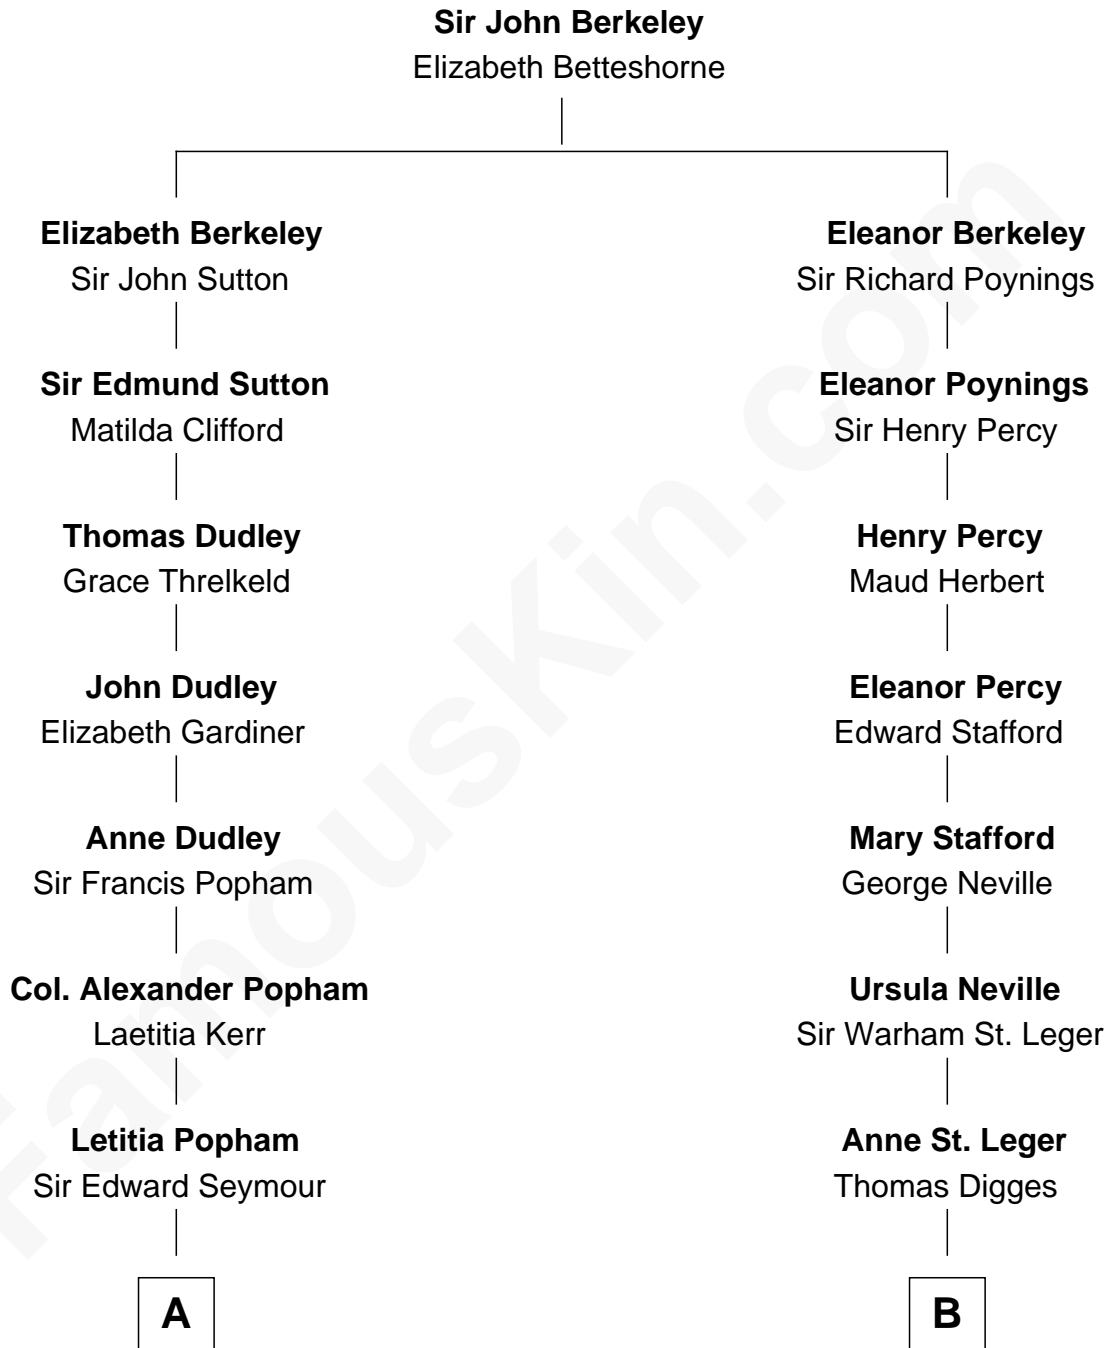 Sir John Berkeley
Elizabeth Betteshorne
Elizabeth Berkeley
Sir John Sutton
Sir Edmund Sutton
Matilda Clifford
Thomas Dudley
Grace Threlkeld
John Dudley
Elizabeth Gardiner
Anne Dudley
Sir Francis Popham
Col. Alexander Popham
Laetitia Kerr
Letitia Popham
Sir Edward Seymour
A
Eleanor Berkeley
Sir Richard Poynings
Eleanor Poynings
Sir Henry Percy
Henry Percy
Maud Herbert
Eleanor Percy
Edward Stafford
Mary Stafford
George Neville
Ursula Neville
Sir Warham St. Leger
Anne St. Leger
Thomas Digges
B
FamousKin.com